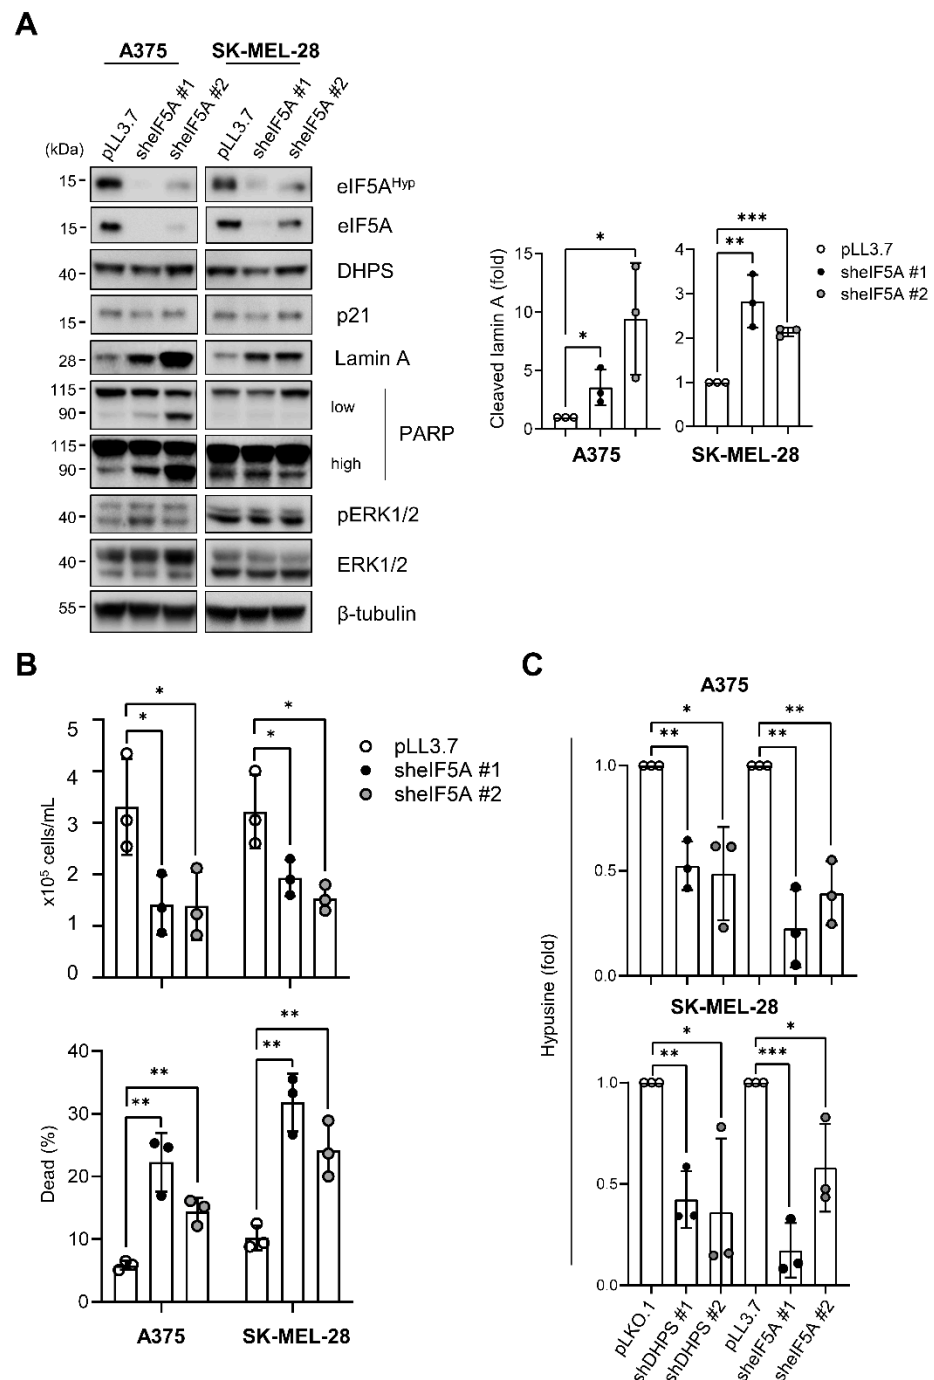 A
A375 SK-MEL-28
(kDa) pLL3.7 sheIF5A #1 sheIF5A #2 pLL3.7 sheIF5A #1 sheIF5A #2
15 eIF5AHyp
15 eIF5A
40 DHPS
15 p21
28 Lamin A
115
90 low
PARP
115
90 high
40 pERK1/2
40 ERK1/2
55 β-tubulin
Cleaved lamin A (fold)
15
10
5
0
*
*
A375
4
3
2
1
0
***
**
SK-MEL-28
pLL3.7
sheIF5A #1
sheIF5A #2
B
x10⁵ cells/mL
5
4
3
2
1
0
*
*
*
*
pLL3.7
sheIF5A #1
sheIF5A #2
Dead (%)
40
30
20
10
0
**
**
**
**
A375 SK-MEL-28
C
Hypusine (fold)
A375
1.0
0.5
0.0
*
**
**
**
SK-MEL-28
1.0
0.5
0.0
*
**
*
***
pLKO.1 shDHPS #1 shDHPS #2 pLL3.7 sheIF5A #1 sheIF5A #2